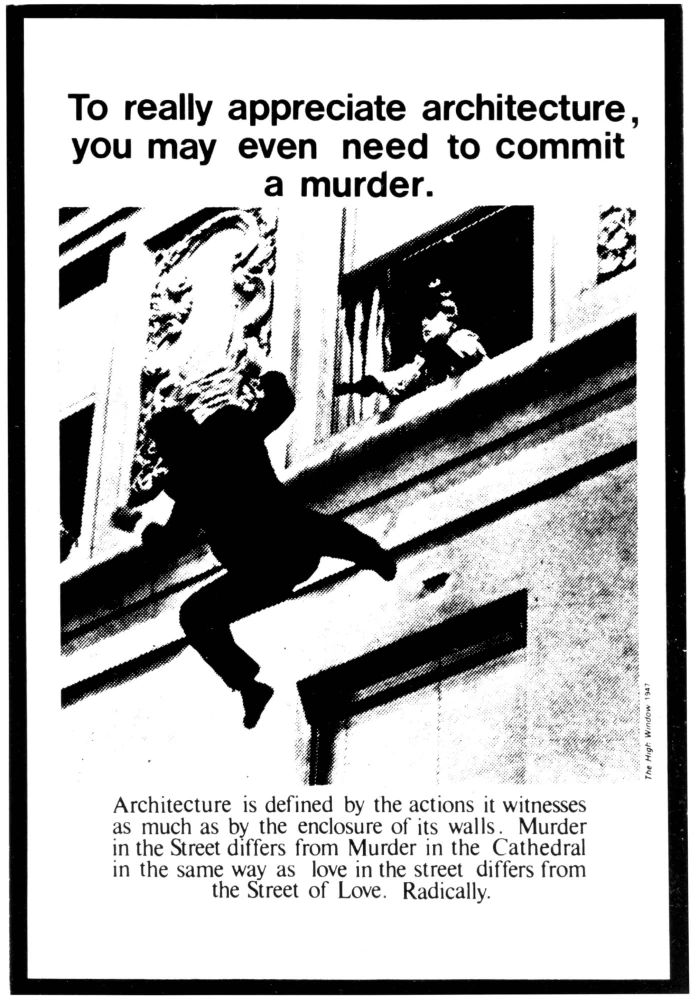 To really appreciate architecture,
you may even need to commit
a murder.
The High Window 1947
Architecture is defined by the actions it witnesses
as much as by the enclosure of its walls. Murder
in the Street differs from Murder in the Cathedral
in the same way as love in the street differs from
the Street of Love. Radically.